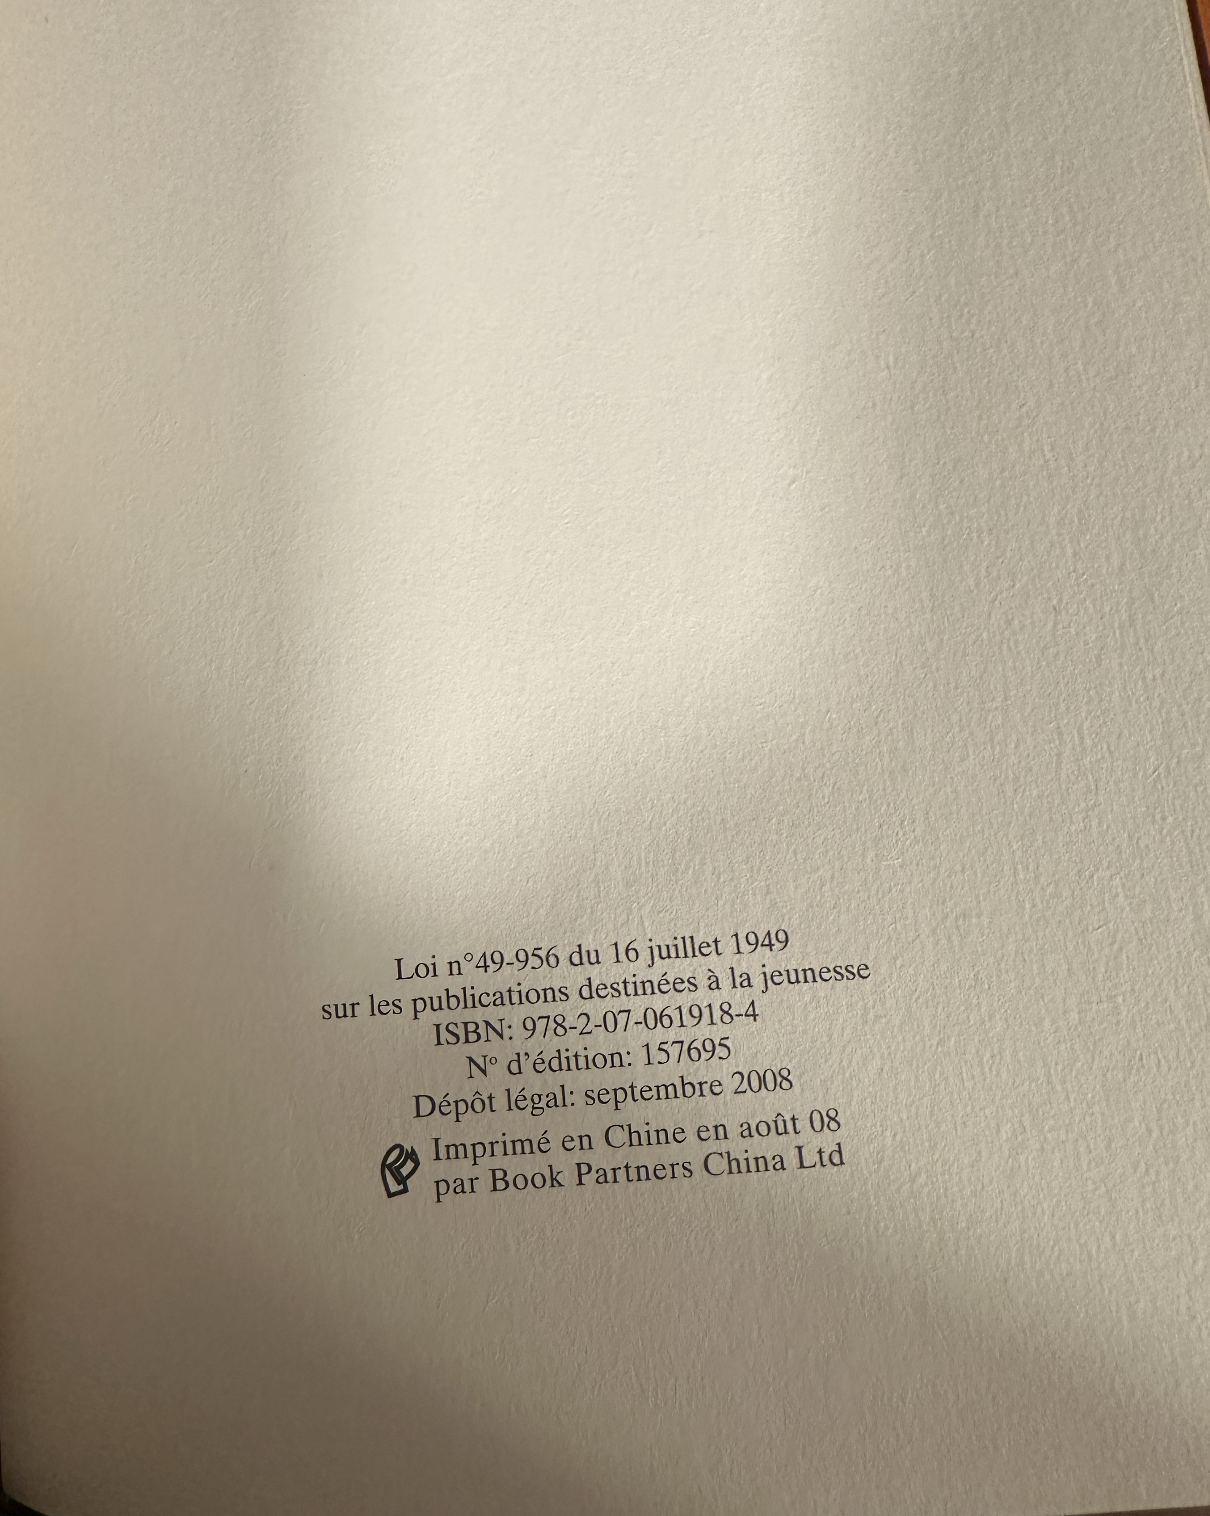 Loi n°49-956 du 16 juillet 1949
sur les publications destinées à la jeunesse
ISBN: 978-2-07-061918-4
Nº d'édition: 157695
Dépôt légal: septembre 2008
Imprimé en Chine en août 08
par Book Partners China Ltd